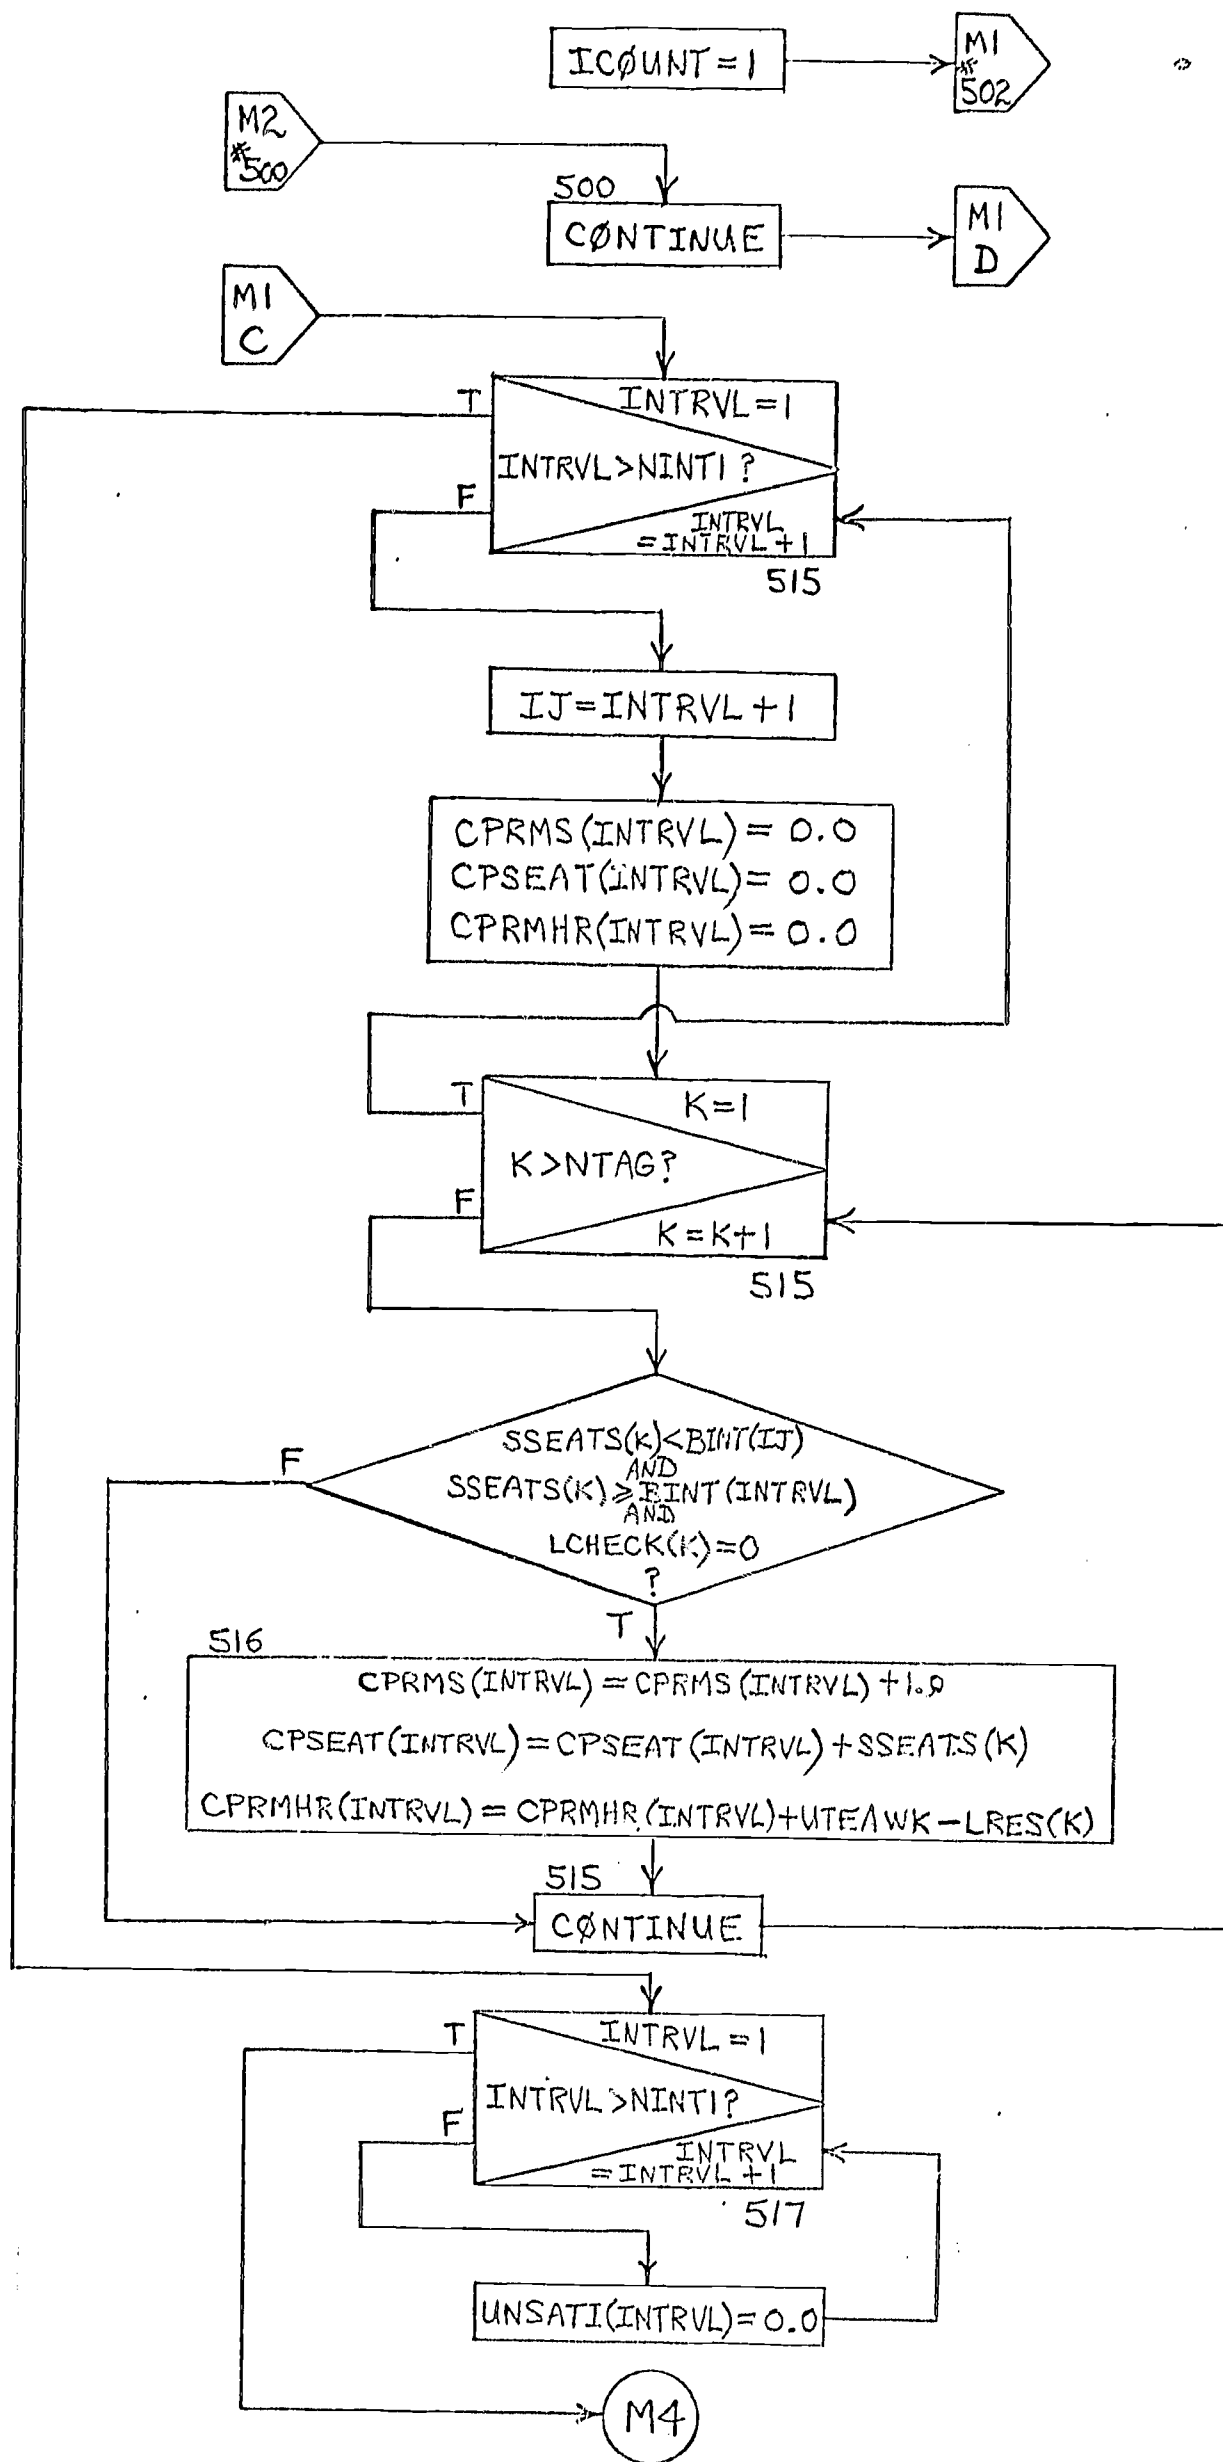 ICØUNT=1
M1
*
502
M2
*500
500
CØNTINUE
M1
D
M1
C
T
INTRVL=1
INTRVL>NINT1?
F
INTRVL
=INTRVL+1
515
IJ=INTRVL+1
CPRMS(INTRVL)=0.0
CPSEAT(INTRVL)=0.0
CPRMHR(INTRVL)=0.0
T
K=1
K>NTAG?
F
K=K+1
515
SSEATS(K)<BINT(IJ)
AND
F
SSEATS(K)≥BINT(INTRVL)
AND
LCHECK(K)=0
?
T
516
CPRMS(INTRVL)=CPRMS(INTRVL)+1.0
CPSEAT(INTRVL)=CPSEAT(INTRVL)+SSEATS(K)
CPRMHR(INTRVL)=CPRMHR(INTRVL)+UTEAWK-LRES(K)
515
CØNTINUE
T
INTRVL=1
INTRVL>NINT1?
F
INTRVL
=INTRVL+1
517
UNSATI(INTRVL)=0.0
M4